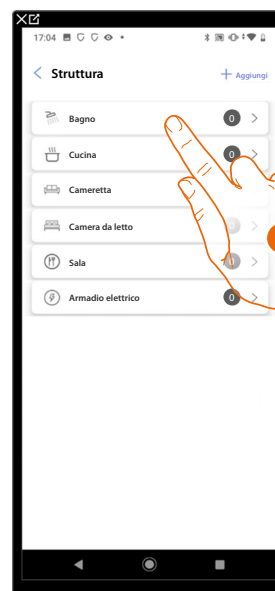 17:04
Struttura
+ Aggiungi
Bagno 0
Cucina 0
Cameretta
Camera da letto
Sala
Armadio elettrico 0